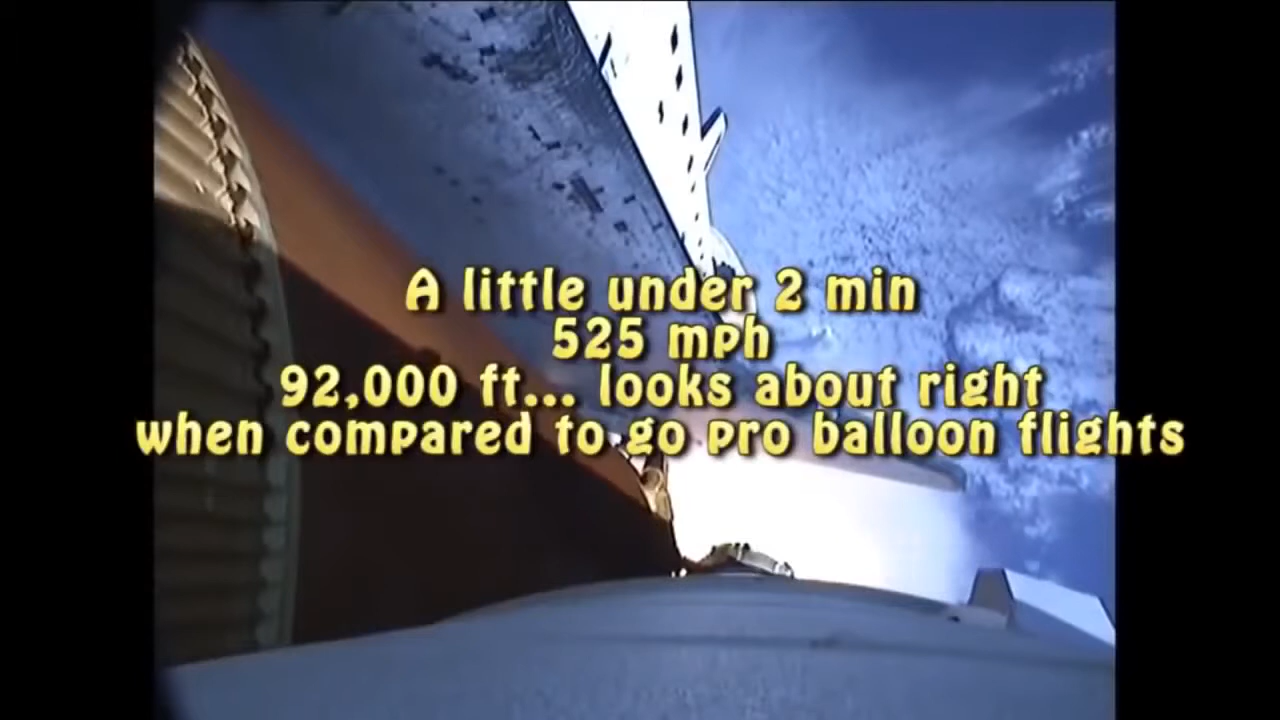 A little under 2 min
525 mph
92,000 ft... looks about right
when compared to go pro balloon flights